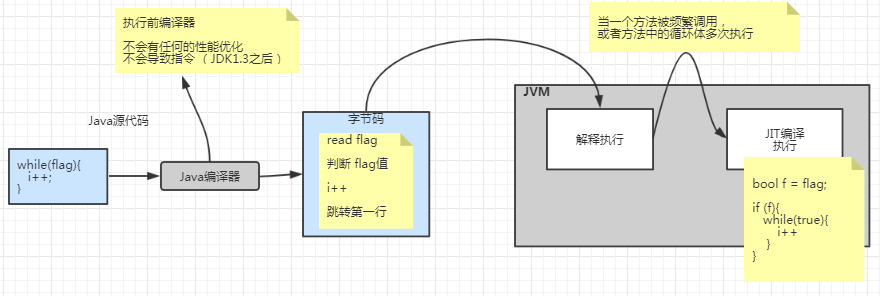 执行前编译器
不会有任何的性能优化
不会导致指令（JDK1.3之后）
Java源代码
while(flag){
i++;
}
Java编译器
字节码
read flag
判断 flag值
i++
跳转第一行
当一个方法被频繁调用，
或者方法中的循环体多次执行
JVM
解释执行
JIT编译
执行
bool f = flag;
if (f){
while(true){
i++
}
}